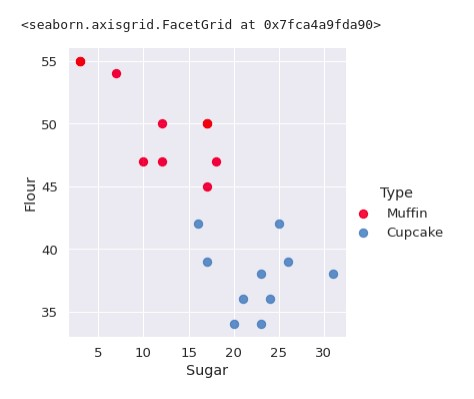 <seaborn.axisgrid.FacetGrid at 0x7fca4a9fda90>
55
50
45
40
35
Flour
5 10 15 20 25 30
Sugar
Type
Muffin
Cupcake